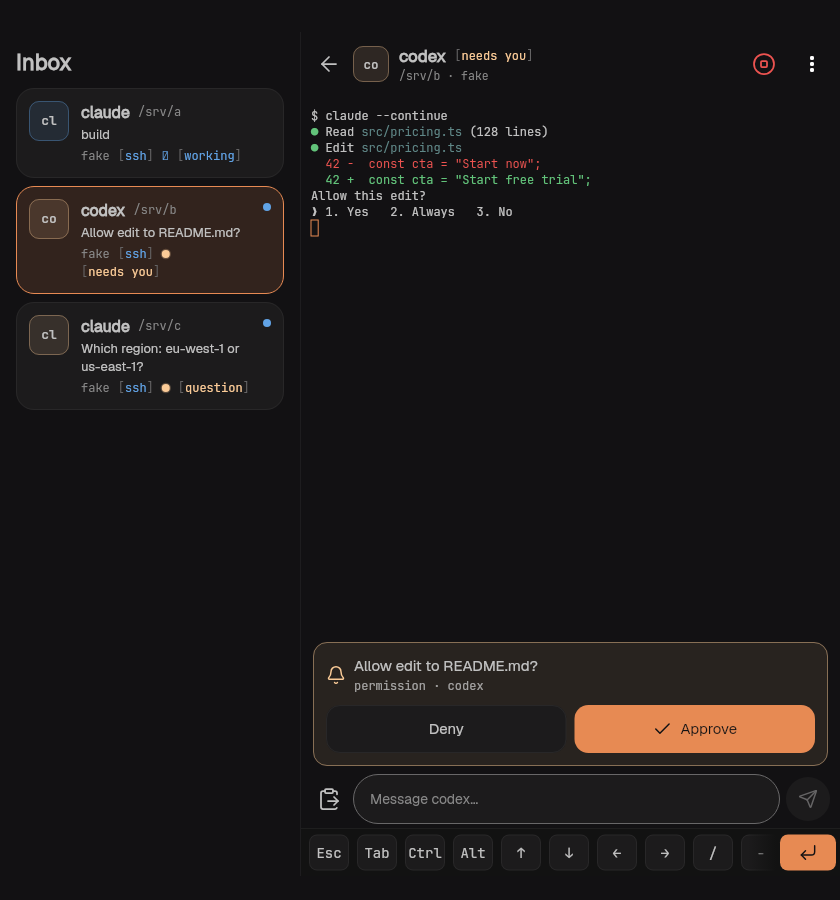 Inbox
cl
claude /srv/a
build
fake [ssh] [working]
co
codex /srv/b
Allow edit to README.md?
fake [ssh]
[needs you]
cl
claude /srv/c
Which region: eu-west-1 or
us-east-1?
fake [ssh] [question]
co
codex [needs you]
/srv/b · fake
$ claude --continue
● Read src/pricing.ts (128 lines)
● Edit src/pricing.ts
42 -  const cta = "Start now";
42 +  const cta = "Start free trial";
Allow this edit?
❯ 1. Yes   2. Always   3. No
Allow edit to README.md?
permission · codex
Deny
Approve
Message codex…
Esc Tab Ctrl Alt ↑ ↓ ← → / -